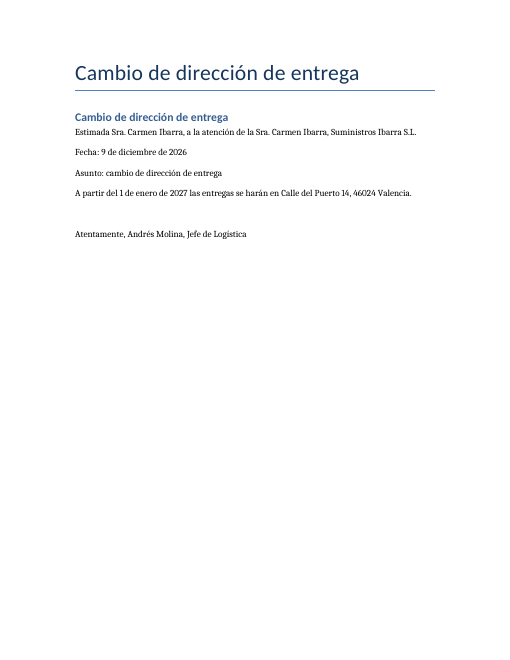 Cambio de dirección de entrega
Cambio de dirección de entrega
Estimada Sra. Carmen Ibarra, a la atención de la Sra. Carmen Ibarra, Suministros Ibarra S.L.
Fecha: 9 de diciembre de 2026
Asunto: cambio de dirección de entrega
A partir del 1 de enero de 2027 las entregas se harán en Calle del Puerto 14, 46024 Valencia.
Atentamente, Andrés Molina, Jefe de Logística